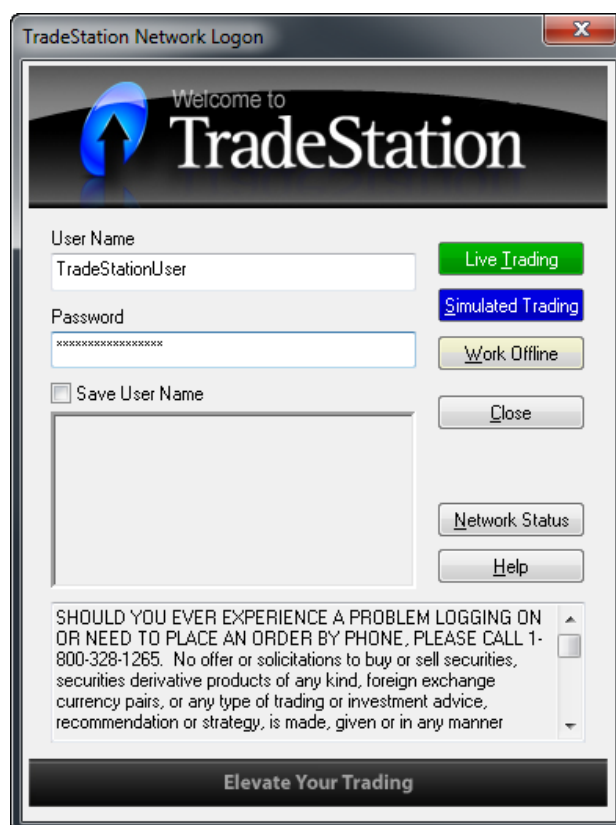 TradeStation Network Logon
Welcome to
TradeStation
User Name
TradeStationUser
Live Trading
Simulated Trading
Password
xxxxxxxxxxxxxxxxx
Work Offline
Save User Name
Close
Network Status
Help
SHOULD YOU EVER EXPERIENCE A PROBLEM LOGGING ON
OR NEED TO PLACE AN ORDER BY PHONE, PLEASE CALL 1-
800-328-1265.  No offer or solicitations to buy or sell securities,
securities derivative products of any kind, foreign exchange
currency pairs, or any type of trading or investment advice,
recommendation or strategy, is made, given or in any manner
Elevate Your Trading